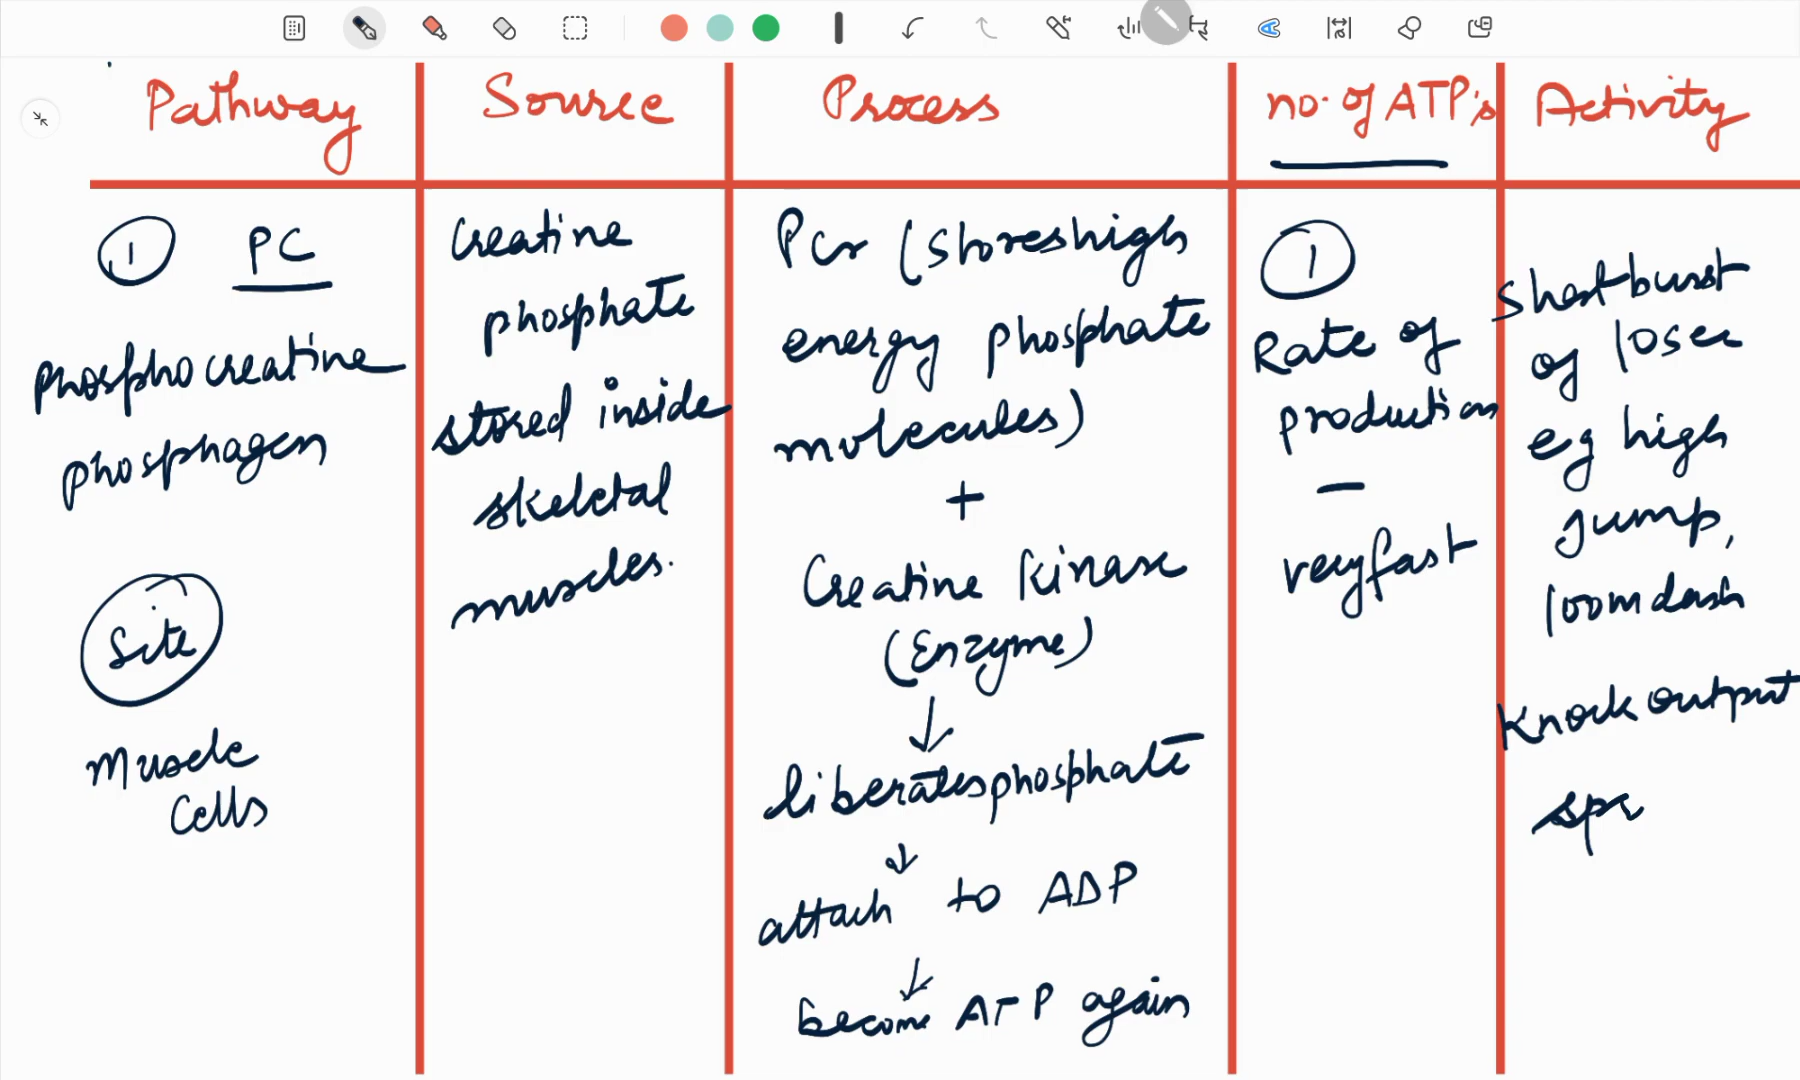 Pathway
Source
Process
no. of ATP's
Activity
1 PC
Phosphocreatine
phosphagen
Site
Muscle
Cells
Creatine
phosphate
stored inside
skeletal
muscles.
PCr (stores high
energy phosphate
molecules)
+
Creatine Kinase
(Enzyme)
↓
liberates phosphate
↓
attach to ADP
↓
become ATP again
1
Rate of
production
–
very fast
Short burst
of 10sec
eg high
jump,
100m dash
Knock output
spr